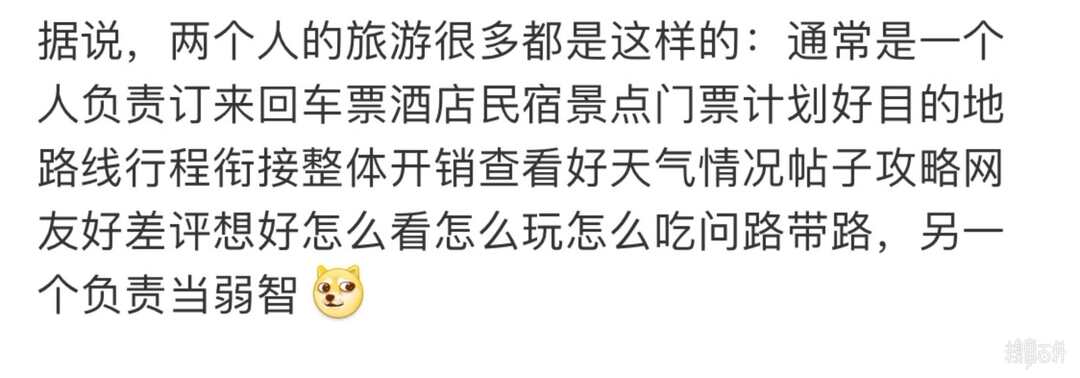 据说，两个人的旅游很多都是这样的：通常是一个
人负责订来回车票酒店民宿景点门票计划好目的地
路线行程衔接整体开销查看好天气情况帖子攻略网
友好差评想好怎么看怎么玩怎么吃问路带路，另一
个负责当弱智